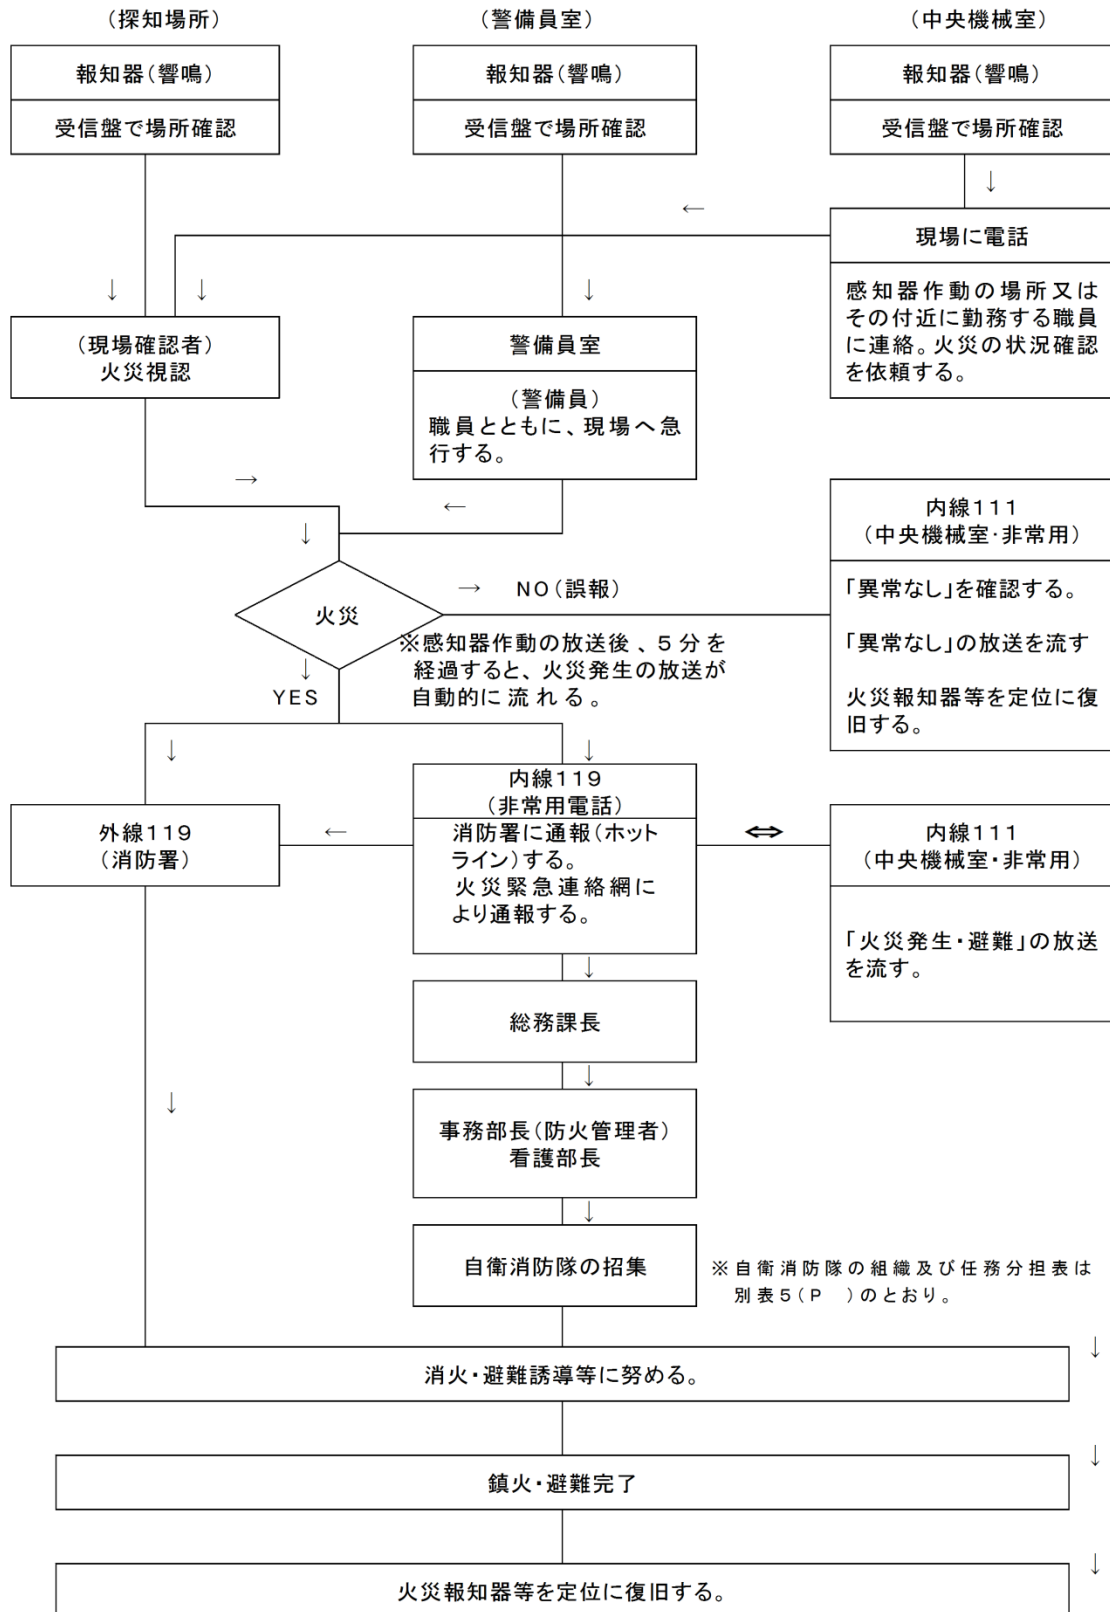 (探知場所)
(警備員室)
(中央機械室)
報知器(響鳴)
報知器(響鳴)
報知器(響鳴)
受信盤で場所確認
受信盤で場所確認
受信盤で場所確認
↓
←
現場に電話
感知器作動の場所又は
その付近に勤務する職員
に連絡。火災の状況確認
を依頼する。
↓ ↓
↓
(現場確認者)
火災視認
警備員室
(警備員)
職員とともに、現場へ急
行する。
→
←
↓
内線111
(中央機械室・非常用)
「異常なし」を確認する。
「異常なし」の放送を流す
火災報知器等を定位に復
旧する。
火災
→ NO(誤報)
※感知器作動の放送後、5分を
経過すると、火災発生の放送が
自動的に流れる。
↓
YES
↓
↓
外線119
(消防署)
←
内線119
(非常用電話)
消防署に通報(ホット
ライン)する。
火災緊急連絡網に
より通報する。
⇔
内線111
(中央機械室・非常用)
「火災発生・避難」の放送
を流す。
↓
総務課長
↓
↓
事務部長(防火管理者)
看護部長
↓
自衛消防隊の招集
※自衛消防隊の組織及び任務分担表は
別表5(P )のとおり。
↓
消火・避難誘導等に努める。
↓
鎮火・避難完了
↓
火災報知器等を定位に復旧する。